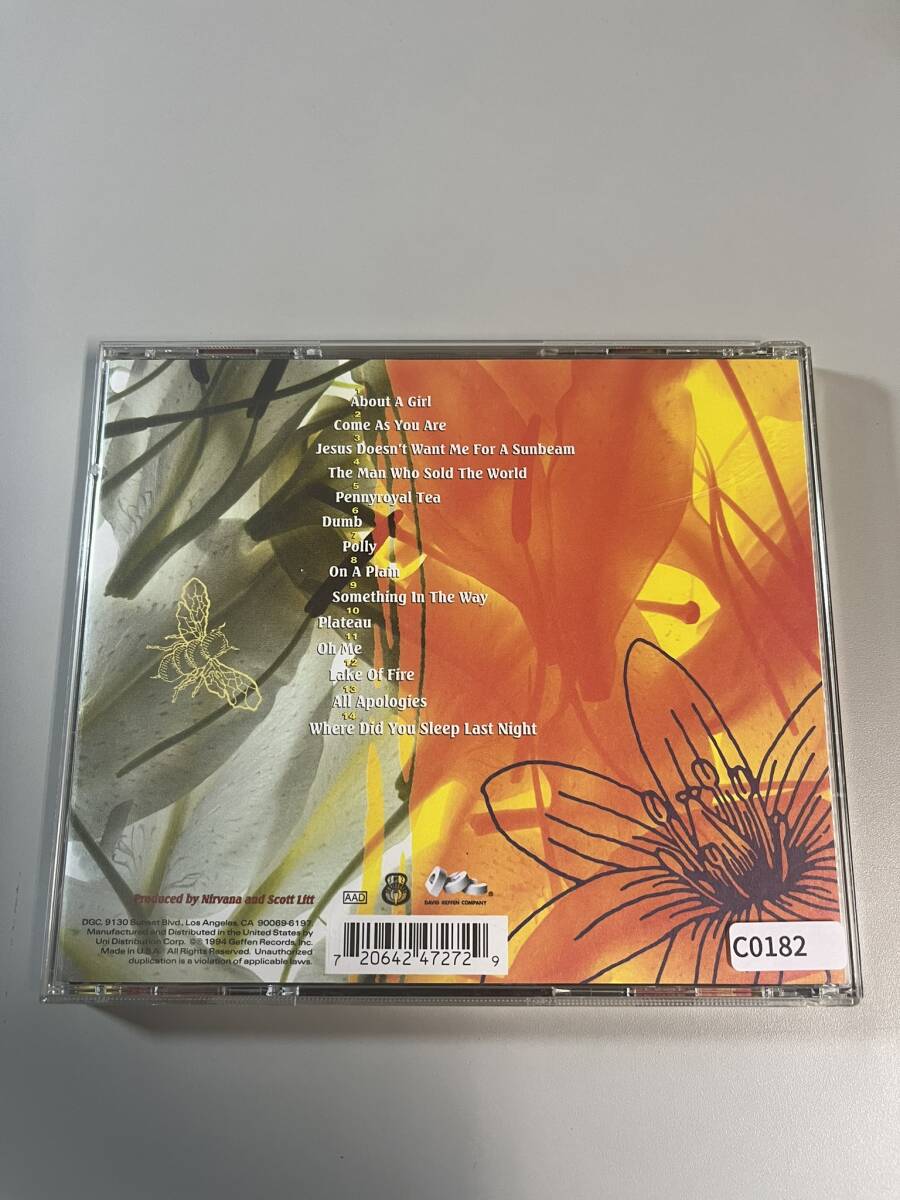 1
About A Girl
2
Come As You Are
3
Jesus Doesn't Want Me For A Sunbeam
4
The Man Who Sold The World
5
Pennyroyal Tea
6
Dumb
7
Polly
8
On A Plain
9
Something In The Way
10
Plateau
11
Oh Me
12
Lake Of Fire
13
All Apologies
14
Where Did You Sleep Last Night
Produced by Nirvana and Scott Litt
AAD
DAVID GEFFEN COMPANY
®
DGC, 9130 Sunset Blvd., Los Angeles, CA 90069-6197.
Manufactured and Distributed in the United States by
Uni Distribution Corp. ©℗ 1994 Geffen Records, Inc.
Made in U.S.A. All Rights Reserved. Unauthorized
duplication is a violation of applicable laws.
7 20642 47272 9
C0182